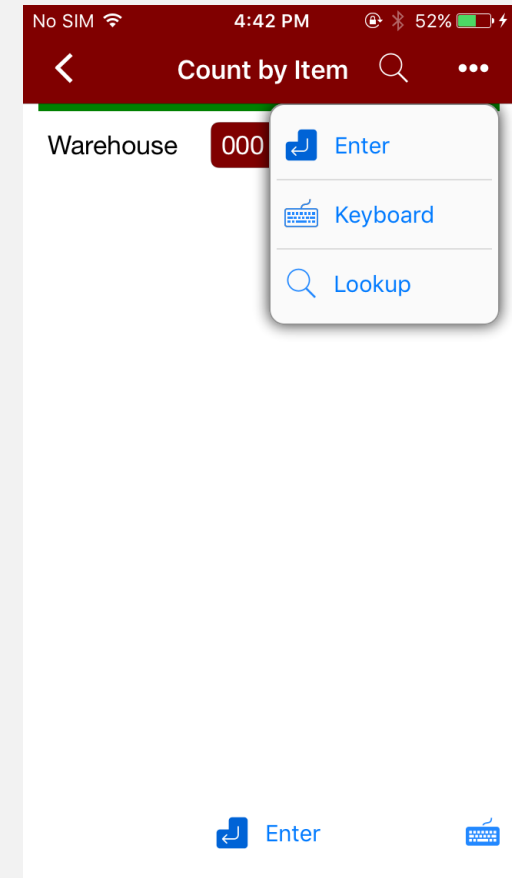 No SIM 4:42 PM 52%
Count by Item
Warehouse 000
Enter
Keyboard
Lookup
Enter